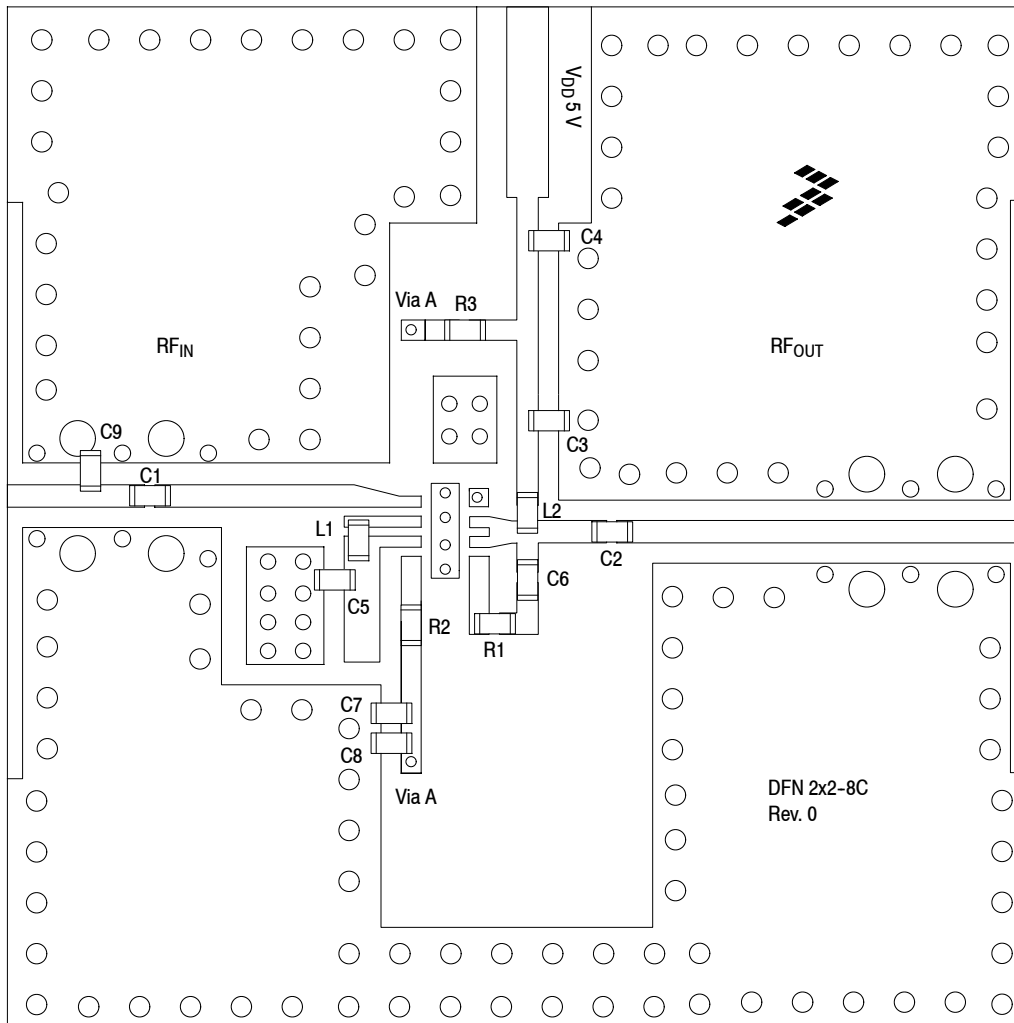 VDD 5 V
C4
Via A
R3
RFIN
RFOUT
C9
C3
C1
L2
L1
C2
C5
C6
R2
R1
C7
C8
Via A
DFN 2x2-8C
Rev. 0